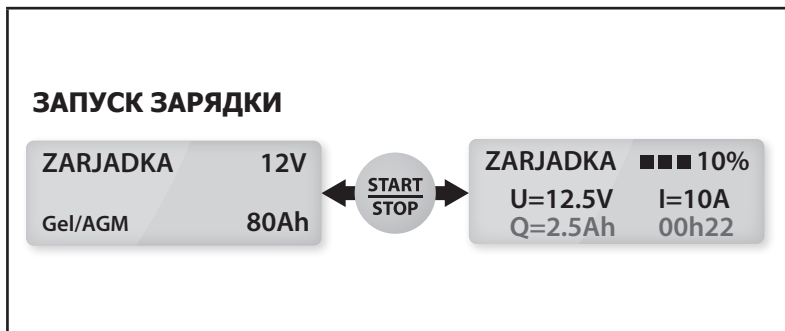 ЗАПУСК ЗАРЯДКИ
ZARJADKA 12V
Gel/AGM 80Ah
START
STOP
ZARJADKA 10%
U=12.5V I=10A
Q=2.5Ah 00h22